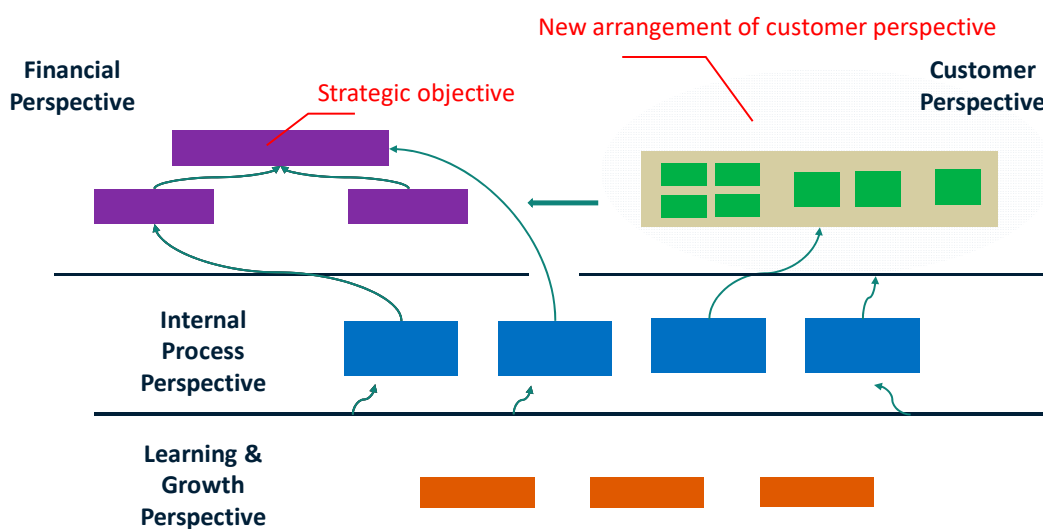 New arrangement of customer perspective
Financial
Perspective
Customer
Perspective
Strategic objective
Internal
Process
Perspective
Learning &
Growth
Perspective